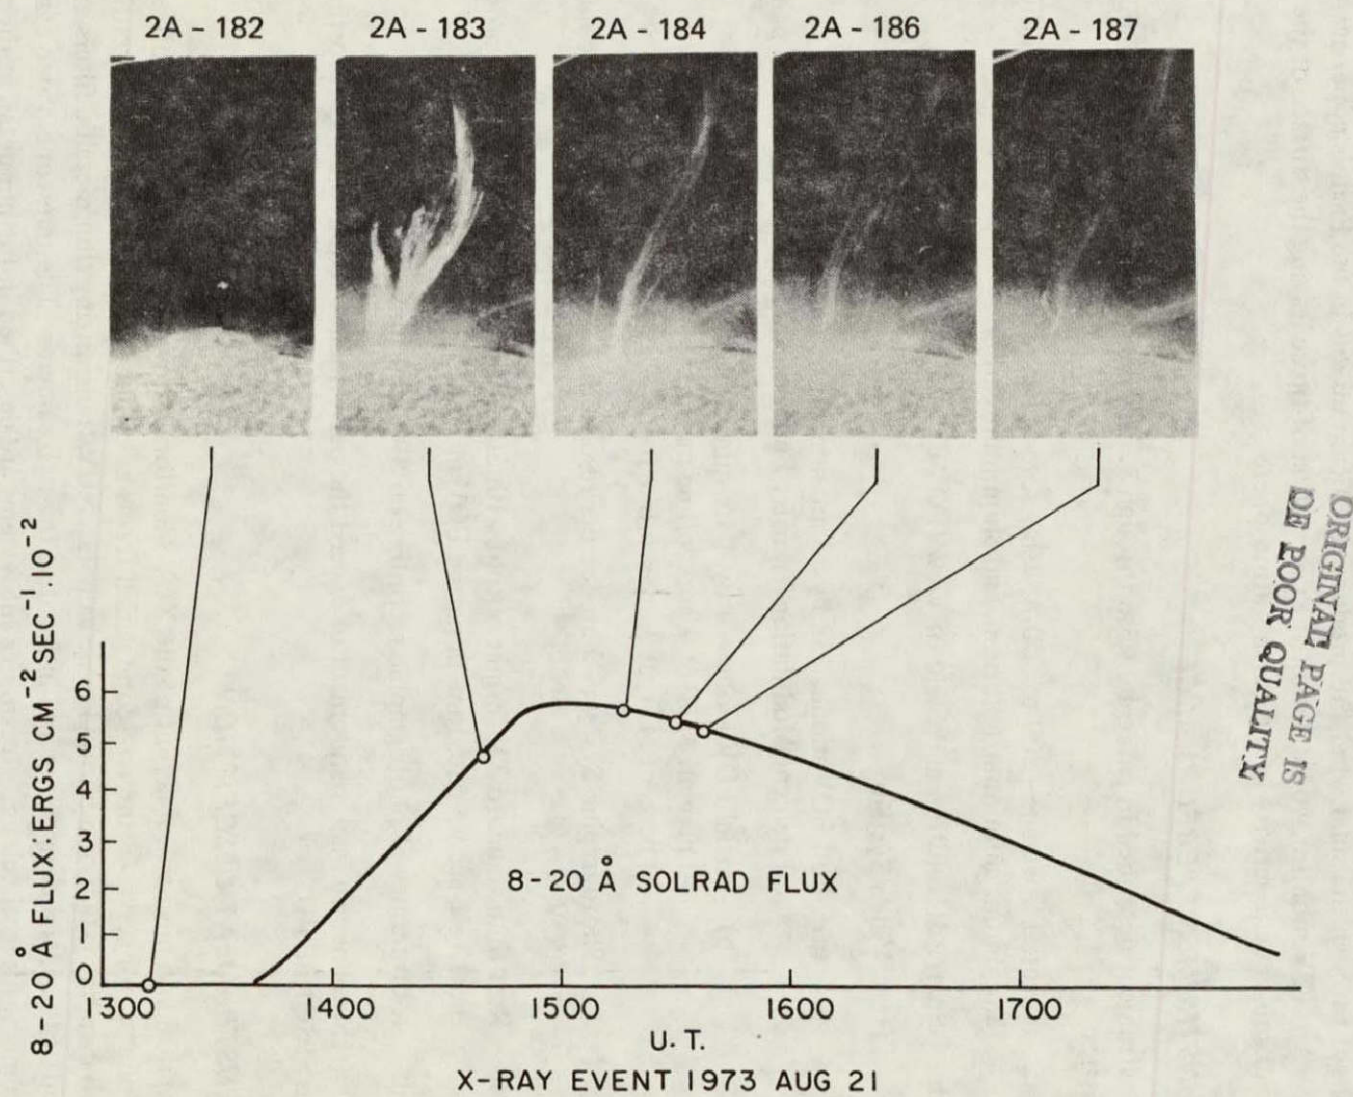 2A - 182
2A - 183
2A - 184
2A - 186
2A - 187
8-20 Å FLUX:ERGS CM⁻² SEC⁻¹.10⁻²
6
5
4
3
2
1
0
8-20 Å SOLRAD FLUX
1300
1400
1500
1600
1700
U.T.
X-RAY EVENT 1973 AUG 21
ORIGINAL PAGE IS
OF POOR QUALITY